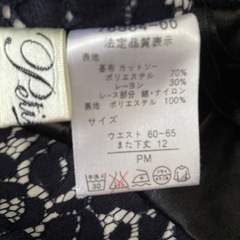 法定品質表示
表地
基布 カットソー
ポリエステル 70%
レーヨン 30%
レース部分 綿・ナイロン
裏地 ポリエステル 100%
サイズ
ウエスト 60-65
また下丈 12
PM
30